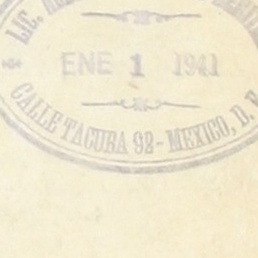 LIC.
ENE 1 1941
CALLE TACUBA 92 - MEXICO, D. F.